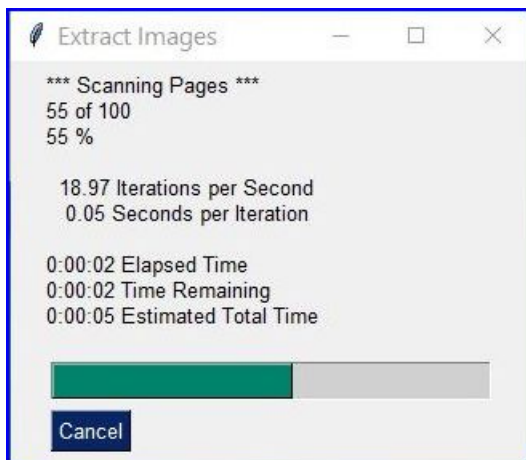 Extract Images
*** Scanning Pages ***
55 of 100
55 %
18.97 Iterations per Second
0.05 Seconds per Iteration
0:00:02 Elapsed Time
0:00:02 Time Remaining
0:00:05 Estimated Total Time
Cancel